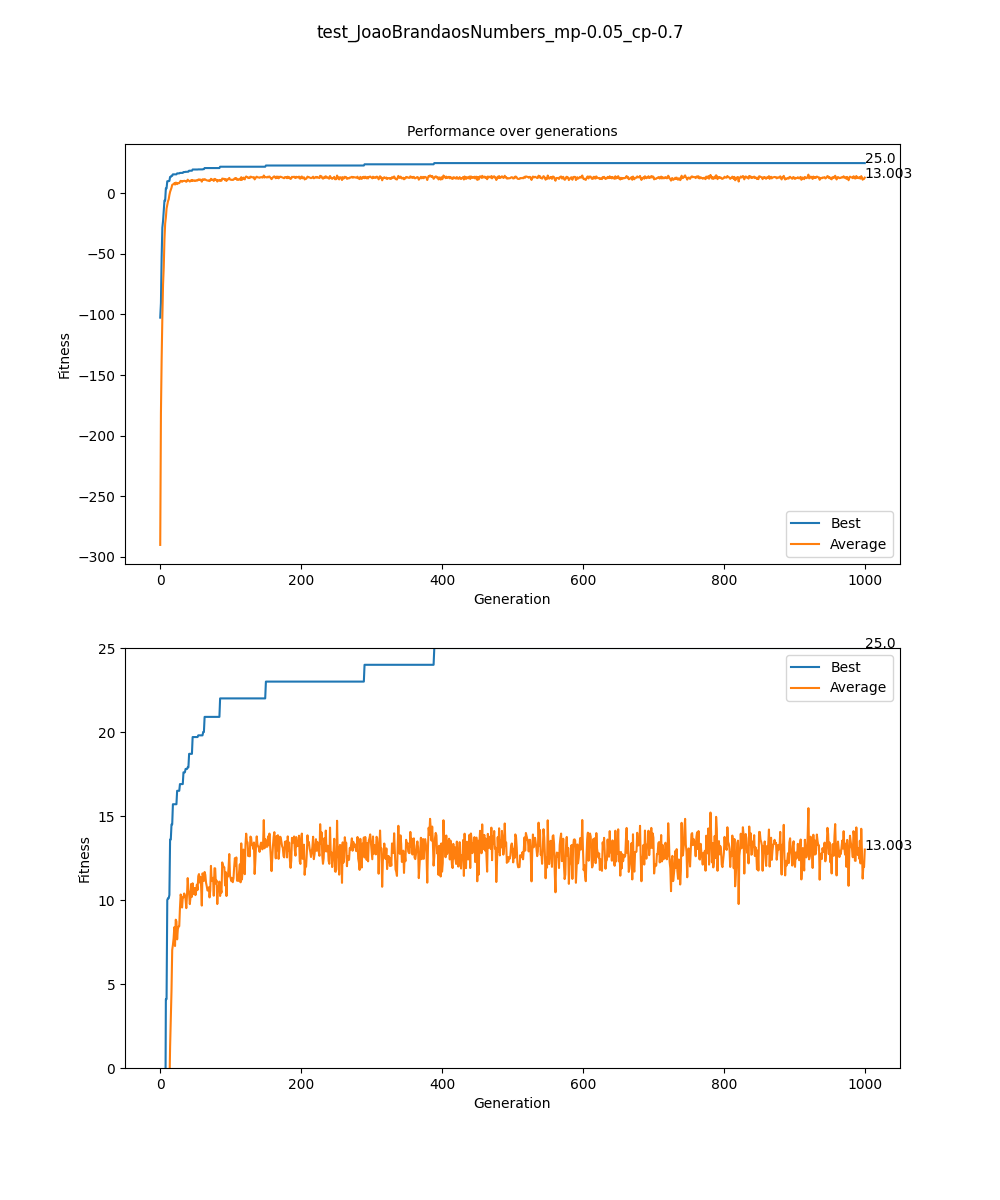 test_JoaoBrandaosNumbers_mp-0.05_cp-0.7
Performance over generations
25.0
13.003
0
−50
−100
−150
−200
−250
−300
Fitness
Best
Average
0 200 400 600 800 1000
Generation
25.0
25
20
15
10
5
0
Fitness
Best
Average
13.003
0 200 400 600 800 1000
Generation